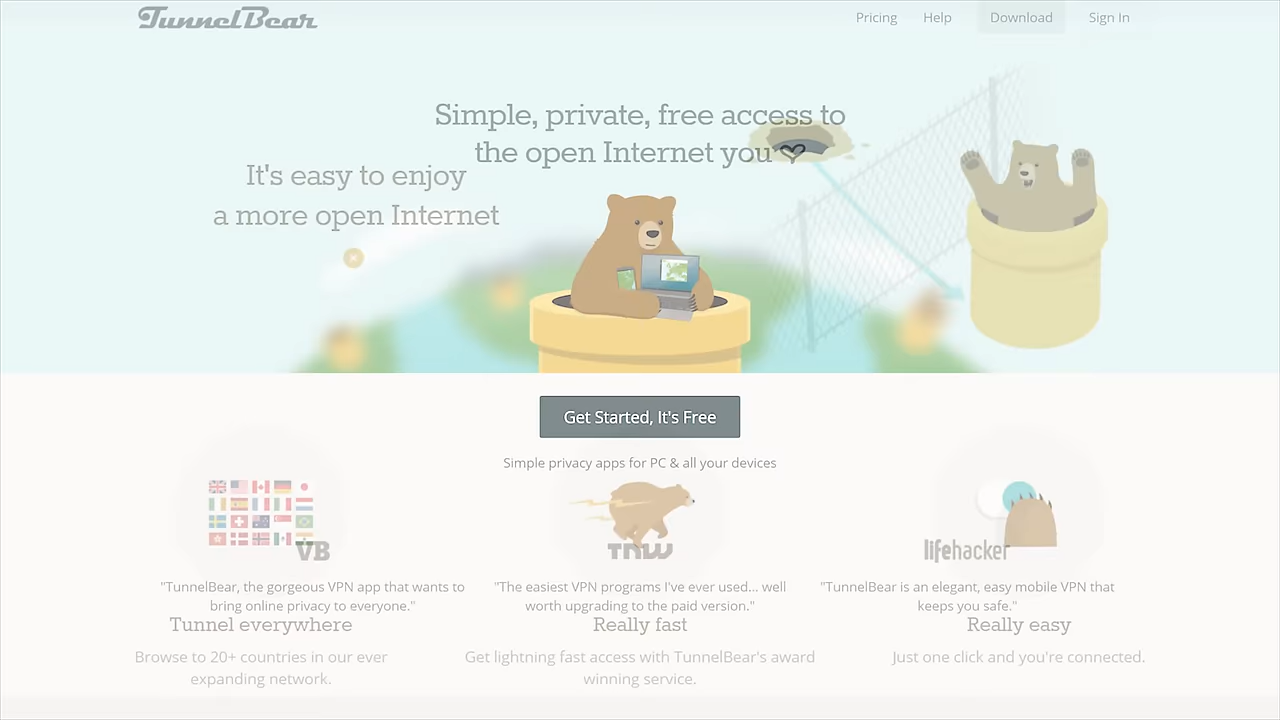 TunnelBear
Pricing
Help
Download
Sign In
Simple, private, free access to
the open Internet you
It's easy to enjoy
a more open Internet
Get Started, It's Free
Simple privacy apps for PC & all your devices
VB
TNW
lifehacker
"TunnelBear, the gorgeous VPN app that wants to
bring online privacy to everyone."
"The easiest VPN programs I've ever used... well
worth upgrading to the paid version."
"TunnelBear is an elegant, easy mobile VPN that
keeps you safe."
Tunnel everywhere
Browse to 20+ countries in our ever
expanding network.
Really fast
Get lightning fast access with TunnelBear's award
winning service.
Really easy
Just one click and you're connected.